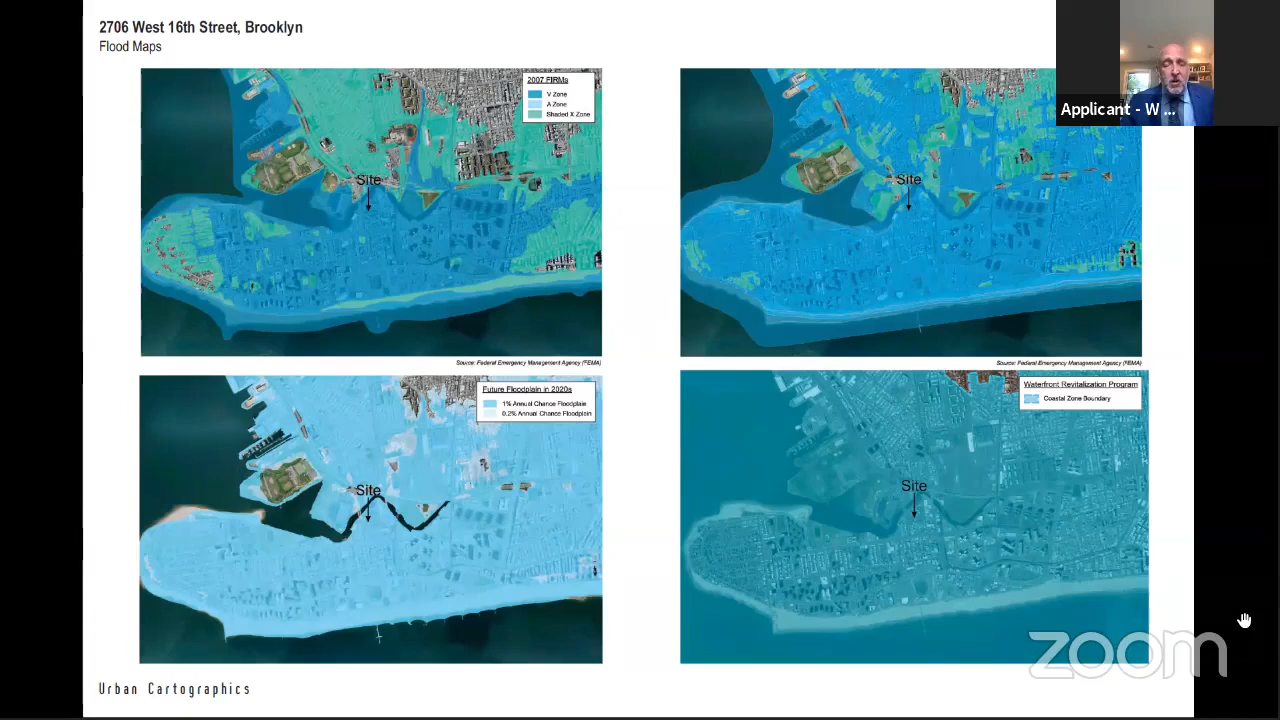 2706 West 16th Street, Brooklyn
Flood Maps
2007 FIRMs
V Zone
A Zone
Shaded X Zone
Site
Source: Federal Emergency Management Agency (FEMA)
Applicant - W ...
Site
Source: Federal Emergency Management Agency (FEMA)
Future Floodplain in 2020s
1% Annual Chance Floodplain
0.2% Annual Chance Floodplain
Site
Waterfront Revitalization Program
Coastal Zone Boundary
Site
zoom
Urban Cartographics